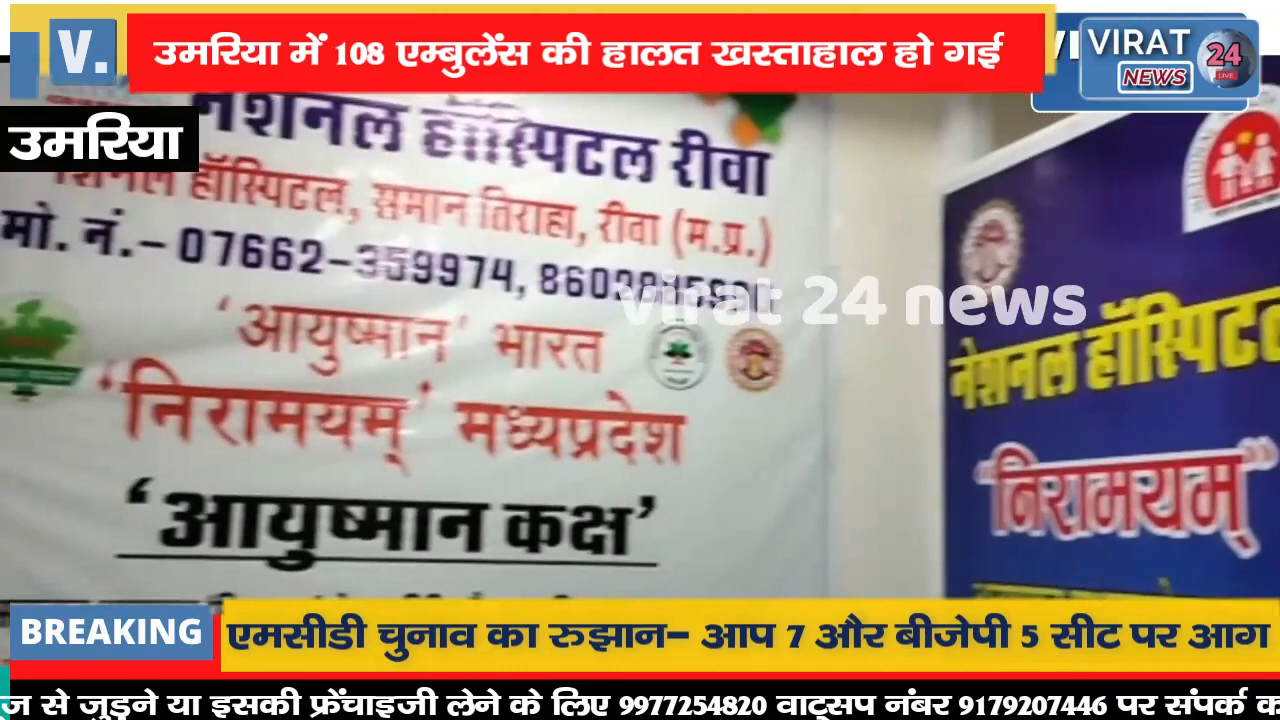 V.
उमरिया में 108 एम्बुलेंस की हालत खस्ताहाल हो गई
VIRAT
NEWS
24
LIVE
उमरिया
नेशनल हॉस्पिटल रीवा
नेशनल हॉस्पिटल, समान तिराहा, रीवा (म.प्र.)
मो. नं.- 07662-359974,
virat 24 news
'आयुष्मान' भारत
'निरामयम्' मध्यप्रदेश
'आयुष्मान कक्ष'
नेशनल हॉस्पिटल
"निरामयम्"
BREAKING
एमसीडी चुनाव का रुझान- आप 7 और बीजेपी 5 सीट पर आग
ज से जुड़ने या इसकी फ्रेंचाइजी लेने के लिए 9977254820 वाट्सप नंबर 9179207446 पर संपर्क क